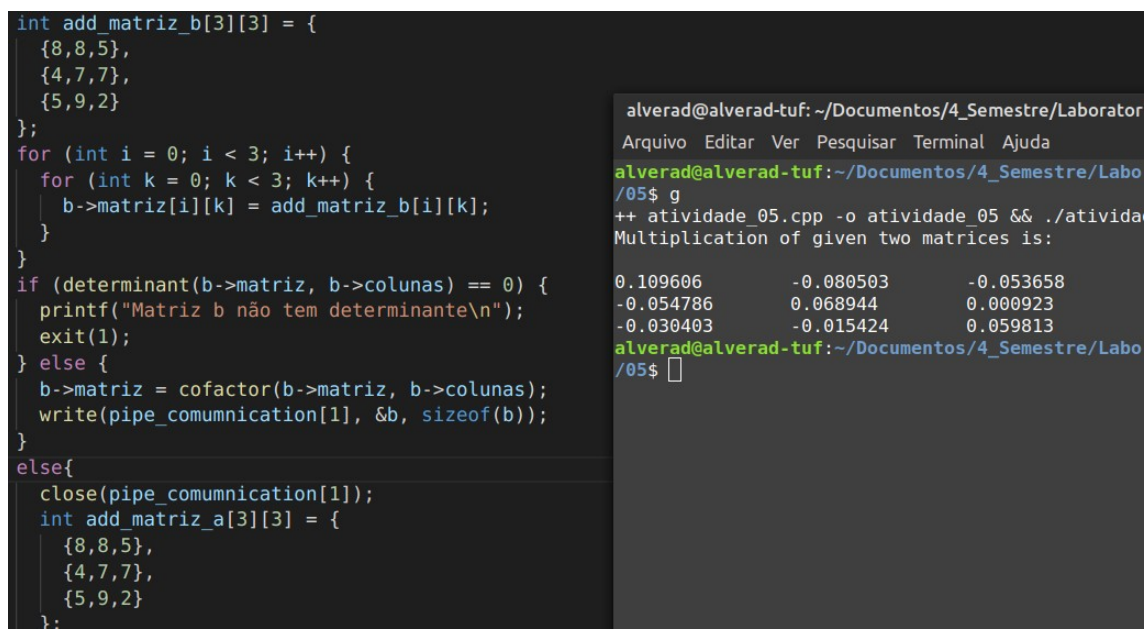 int add_matriz_b[3][3] = {
{8,8,5},
{4,7,7},
{5,9,2}
};
for (int i = 0; i < 3; i++) {
for (int k = 0; k < 3; k++) {
b->matriz[i][k] = add_matriz_b[i][k];
}
}
if (determinant(b->matriz, b->colunas) == 0) {
printf("Matriz b não tem determinante\n");
exit(1);
} else {
b->matriz = cofactor(b->matriz, b->colunas);
write(pipe_comumnication[1], &b, sizeof(b));
}
else{
close(pipe_comumnication[1]);
int add_matriz_a[3][3] = {
{8,8,5},
{4,7,7},
{5,9,2}
};
alverad@alverad-tuf: ~/Documentos/4_Semestre/Laborator
Arquivo Editar Ver Pesquisar Terminal Ajuda
alverad@alverad-tuf:~/Documentos/4_Semestre/Labo
/05$ g
++ atividade_05.cpp -o atividade_05 && ./ativida
Multiplication of given two matrices is:
0.109606 -0.080503 -0.053658
-0.054786 0.068944 0.000923
-0.030403 -0.015424 0.059813
alverad@alverad-tuf:~/Documentos/4_Semestre/Labo
/05$